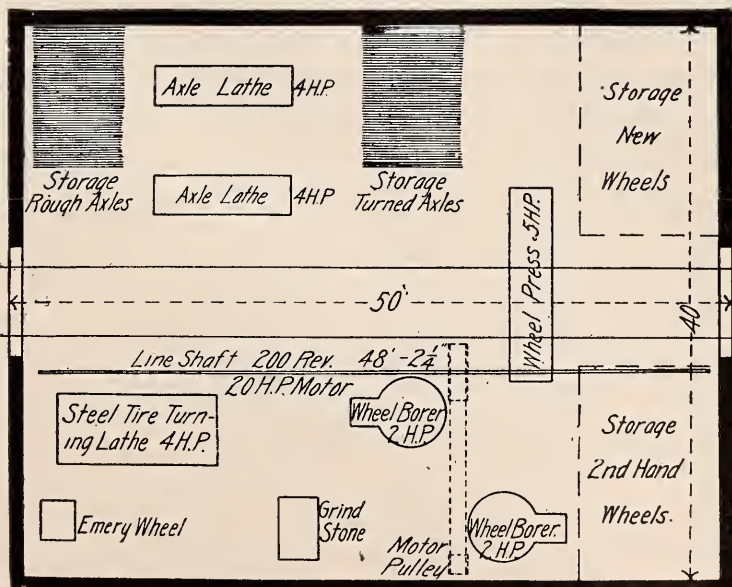 Axle Lathe 4H.P.
Storage
Rough Axles
Axle Lathe 4H.P.
Storage
Turned Axles
Storage
New
Wheels
50'
40'
Wheel Press .5H.P.
Line Shaft 200 Rev. 48'-2¼"
20 H.P. Motor
Steel Tire Turn-
ing Lathe 4H.P.
Wheel Borer
2 H.P.
Storage
2nd Hand
Wheels.
Emery Wheel
Grind
Stone
Motor
Pulley
Wheel Borer.
2 H.P.